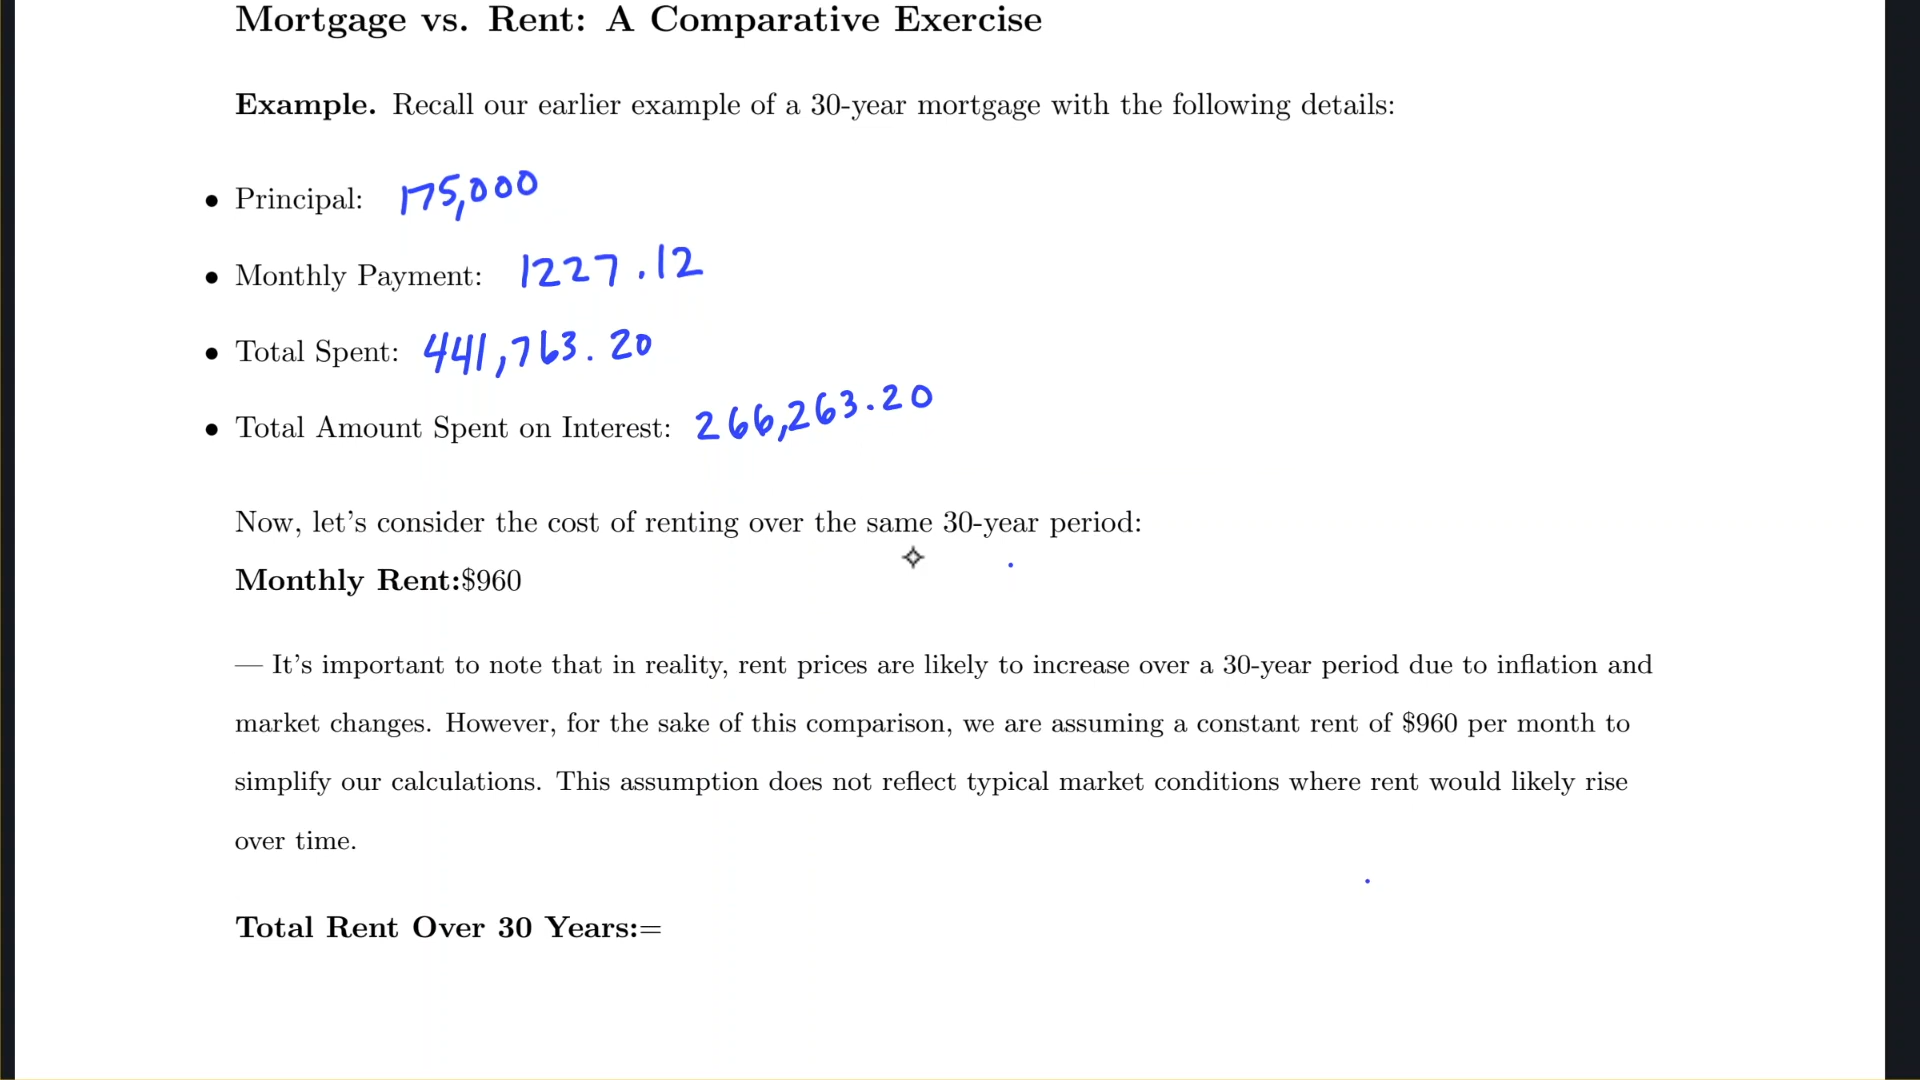 Mortgage vs. Rent: A Comparative Exercise
Example. Recall our earlier example of a 30-year mortgage with the following details:
• Principal: 175,000
• Monthly Payment: 1227.12
• Total Spent: 441,763.20
• Total Amount Spent on Interest: 266,263.20
Now, let's consider the cost of renting over the same 30-year period:
Monthly Rent:$960
— It's important to note that in reality, rent prices are likely to increase over a 30-year period due to inflation and
market changes. However, for the sake of this comparison, we are assuming a constant rent of $960 per month to
simplify our calculations. This assumption does not reflect typical market conditions where rent would likely rise
over time.
Total Rent Over 30 Years:=